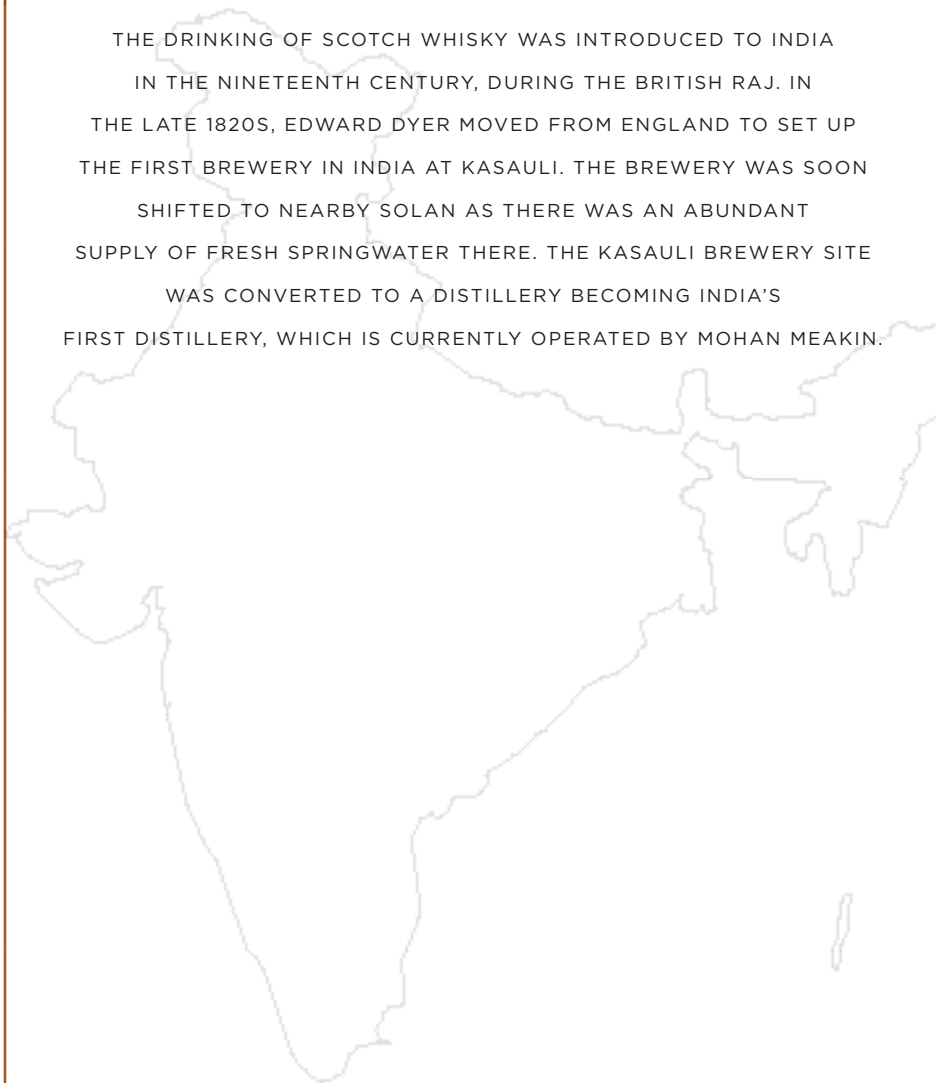 THE DRINKING OF SCOTCH WHISKY WAS INTRODUCED TO INDIA
IN THE NINETEENTH CENTURY, DURING THE BRITISH RAJ. IN
THE LATE 1820S, EDWARD DYER MOVED FROM ENGLAND TO SET UP
THE FIRST BREWERY IN INDIA AT KASAULI. THE BREWERY WAS SOON
SHIFTED TO NEARBY SOLAN AS THERE WAS AN ABUNDANT
SUPPLY OF FRESH SPRINGWATER THERE. THE KASAULI BREWERY SITE
WAS CONVERTED TO A DISTILLERY BECOMING INDIA’S
FIRST DISTILLERY, WHICH IS CURRENTLY OPERATED BY MOHAN MEAKIN.